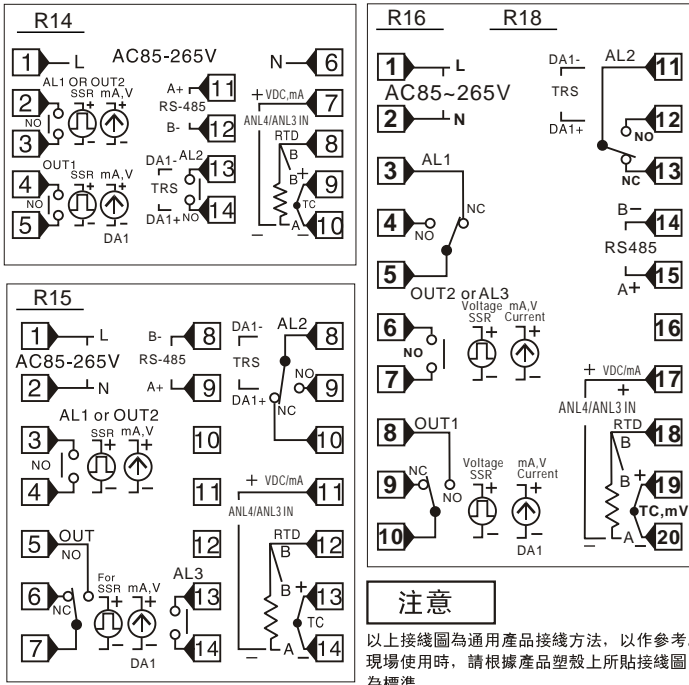 R14
1 L AC85-265V N 6
AL1 OR OUT2
SSR mA,V
2 NO 3
A+ 11
RS-485
B- 12
+ VDC,mA 7
ANL4/ANL3 IN
RTD 8
B
B+ 9
TC
A 10
OUT1
SSR mA,V
4 NO 5
DA1
DA1- AL2 13
TRS
DA1+ NO 14
R15
1 L
AC85-265V
2 N
B- 8
RS-485
A+ 9
DA1- AL2 8
TRS NO 9
DA1+ NC
10 10
AL1 or OUT2
SSR mA,V
3
NO
4
11
+ VDC/mA 11
ANL4/ANL3 IN
5 OUT
NO
12
RTD 12
B
6 NC
For
SSR mA,V
AL3
13
B + 13
TC
7
DA1
14
A 14
R16 R18
1 L
AC85~265V
2 N
DA1- AL2 11
TRS
DA1+
NO 12
NC 13
3 AL1
4 NO NC
5
B- 14
RS485
A+ 15
OUT2 or AL3
Voltage mA,V
SSR Current
6
NO
7
16
+ VDC/mA 17
+
ANL4/ANL3 IN
8 OUT1
RTD 18
B
9 NC NO
Voltage mA,V
SSR Current
B + 19
TC,mV
10
DA1
A 20
注意
以上接綫圖為通用產品接綫方法，以作參考。
現場使用時，請根據產品塑殼上所貼接綫圖
為標準